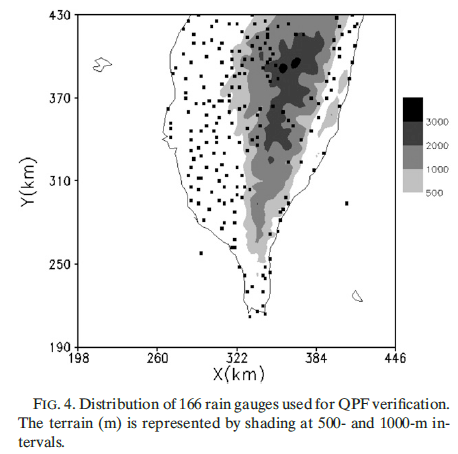 430
370
310
250
190
Y(km)
198
260
322
384
446
X(km)
3000
2000
1000
500
FIG. 4. Distribution of 166 rain gauges used for QPF verification.
The terrain (m) is represented by shading at 500- and 1000-m in-
tervals.